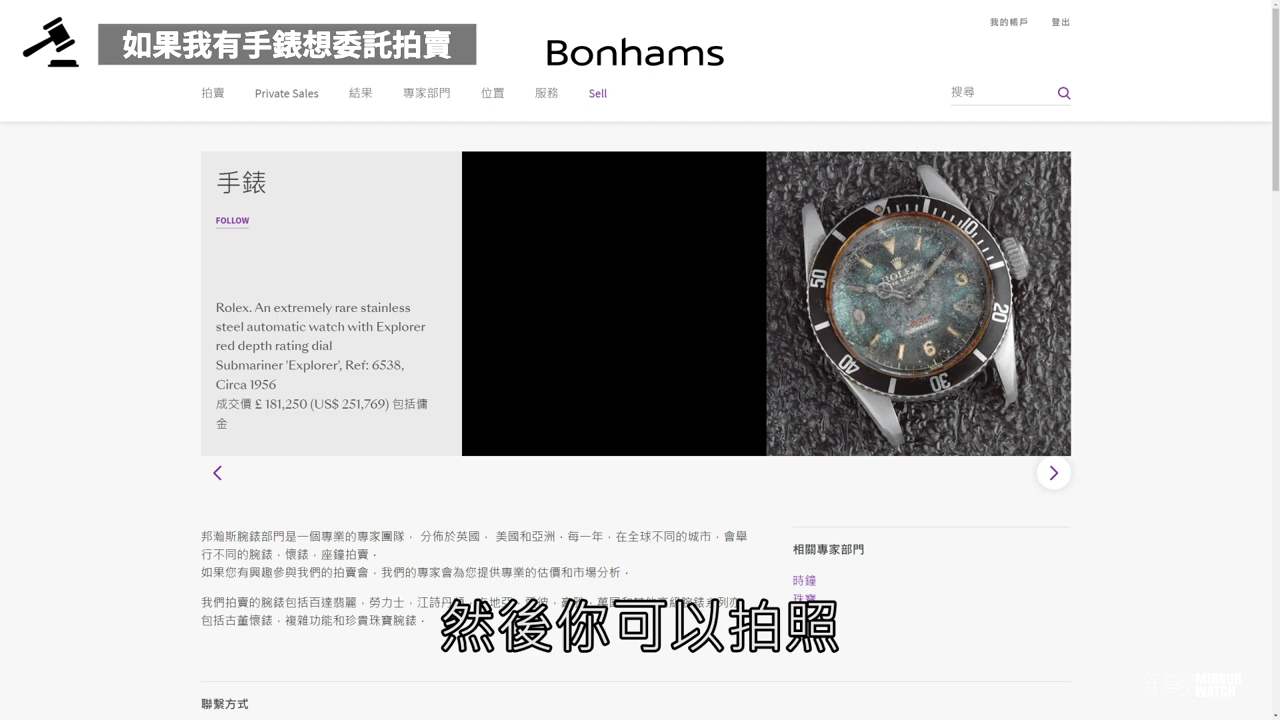 如果我有手錶想委託拍賣
我的帳戶 登出
Bonhams
拍賣 Private Sales 結果 專家部門 位置 服務 Sell 搜尋
手錶
FOLLOW
Rolex. An extremely rare stainless
steel automatic watch with Explorer
red depth rating dial
Submariner 'Explorer', Ref: 6538,
Circa 1956
成交價 £ 181,250 (US$ 251,769) 包括傭
金
10
20
30
40
50
ROLEX
6
邦瀚斯腕錶部門是一個專業的專家團隊， 分佈於英國， 美國和亞洲，每一年，在全球不同的城市，會舉
行不同的腕錶，懷錶，座鐘拍賣。
如果您有興趣參與我們的拍賣會，我們的專家會為您提供專業的估價和市場分析。
我們拍賣的腕錶包括百達翡麗，勞力士，江詩丹
包括古董懷錶，複雜功能和珍貴珠寶腕錶。
相關專家部門
時鐘
珠寶
然後你可以拍照
聯繫方式
MIRROR
WATCH